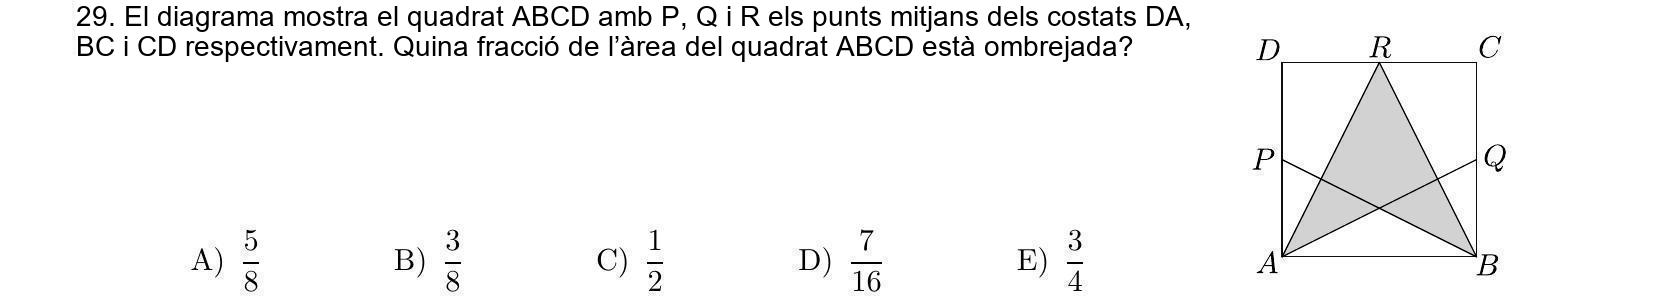 29. El diagrama mostra el quadrat ABCD amb P, Q i R els punts mitjans dels costats DA,
BC i CD respectivament. Quina fracció de l'àrea del quadrat ABCD està ombrejada?
D R C
P Q
A B
A) 5/8 B) 3/8 C) 1/2 D) 7/16 E) 3/4